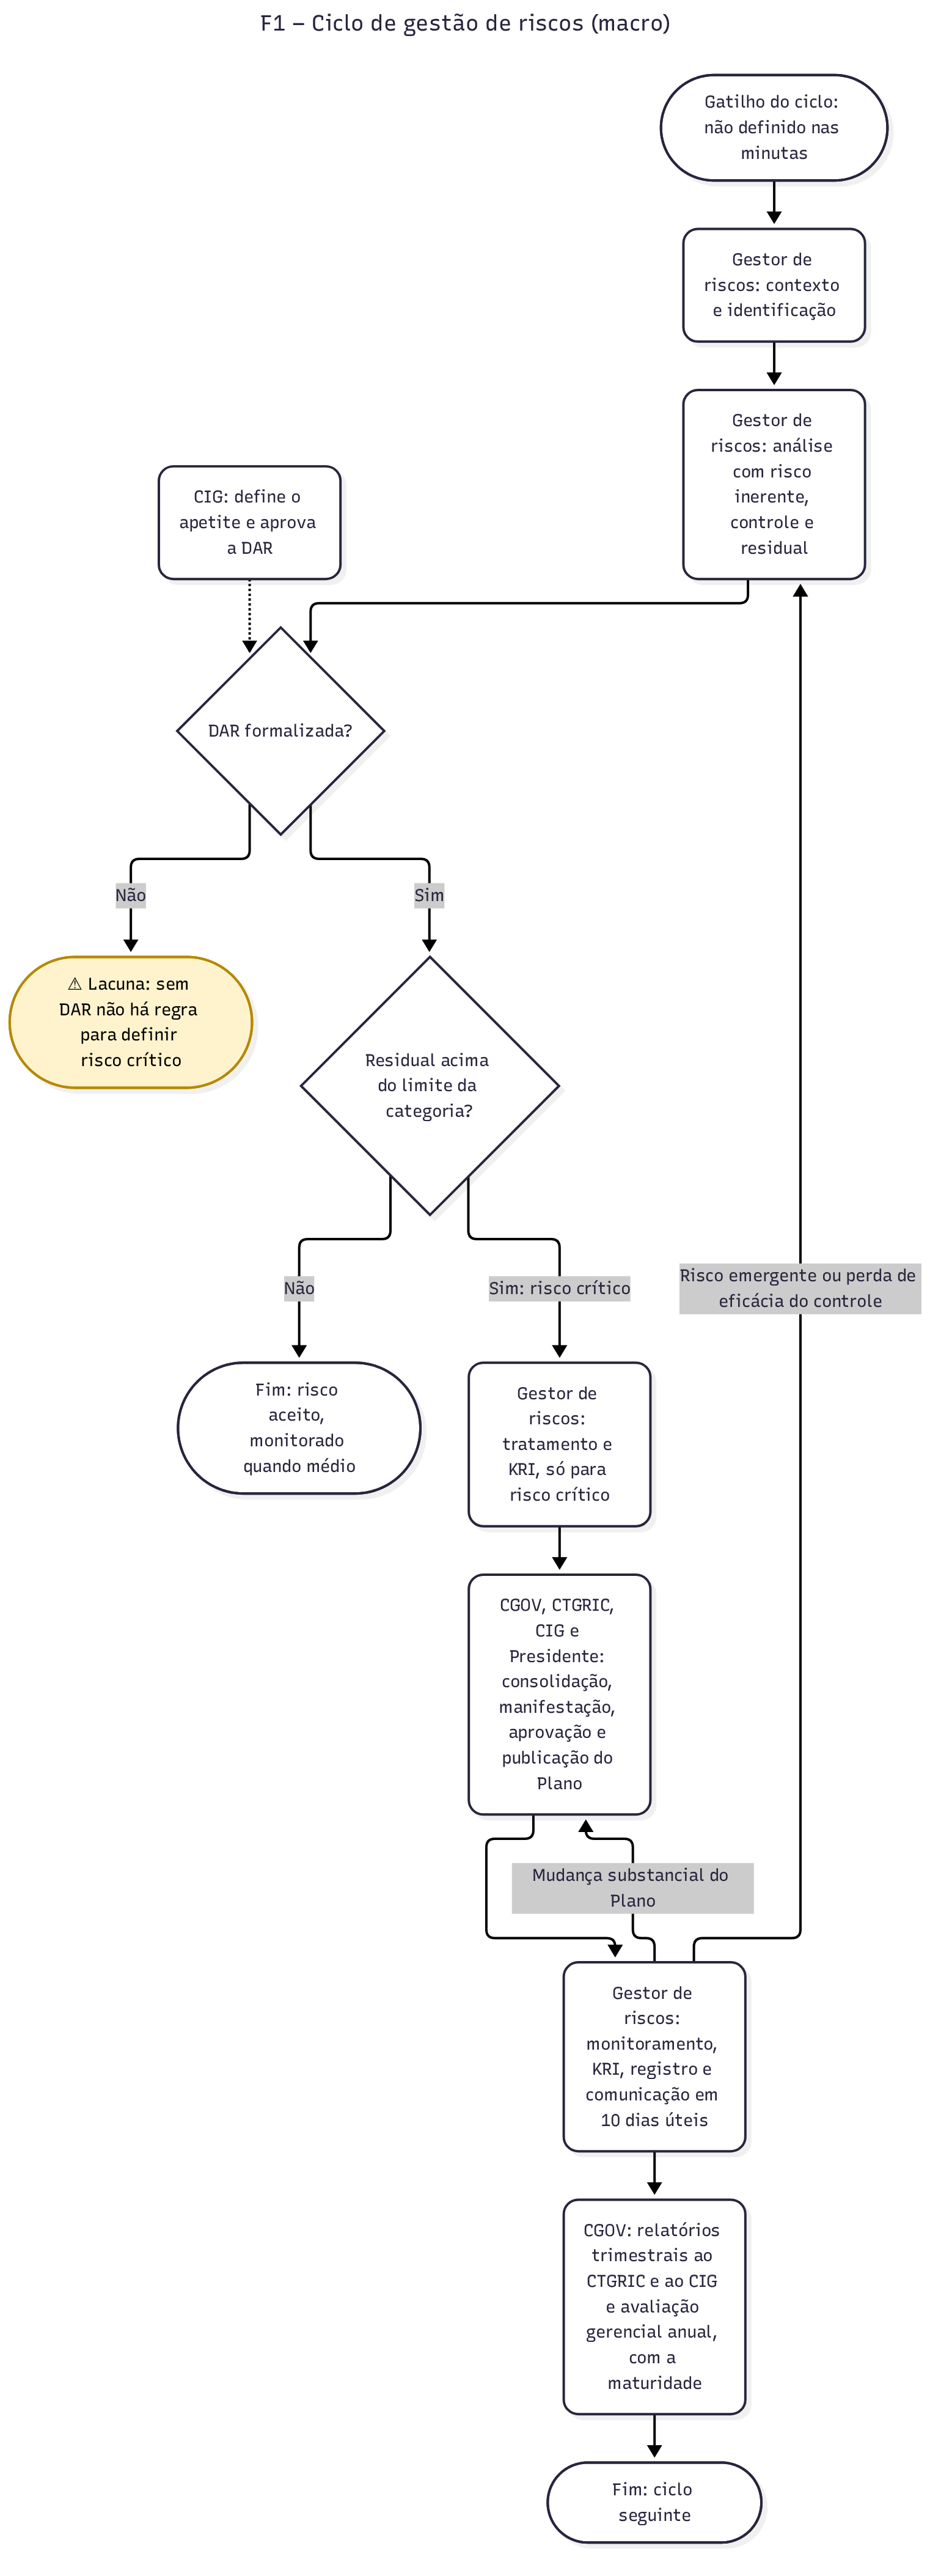 F1 – Ciclo de gestão de riscos (macro)
Gatilho do ciclo:
não definido nas
minutas
Gestor de
riscos: contexto
e identificação
Gestor de
riscos: análise
com risco
inerente,
controle e
residual
CIG: define o
apetite e aprova
a DAR
DAR formalizada?
Não
Sim
⚠ Lacuna: sem
DAR não há regra
para definir
risco crítico
Residual acima
do limite da
categoria?
Não
Sim: risco crítico
Risco emergente ou perda de
eficácia do controle
Fim: risco
aceito,
monitorado
quando médio
Gestor de
riscos:
tratamento e
KRI, só para
risco crítico
CGOV, CTGRIC,
CIG e
Presidente:
consolidação,
manifestação,
aprovação e
publicação do
Plano
Mudança substancial do
Plano
Gestor de
riscos:
monitoramento,
KRI, registro e
comunicação em
10 dias úteis
CGOV: relatórios
trimestrais ao
CTGRIC e ao CIG
e avaliação
gerencial anual,
com a
maturidade
Fim: ciclo
seguinte